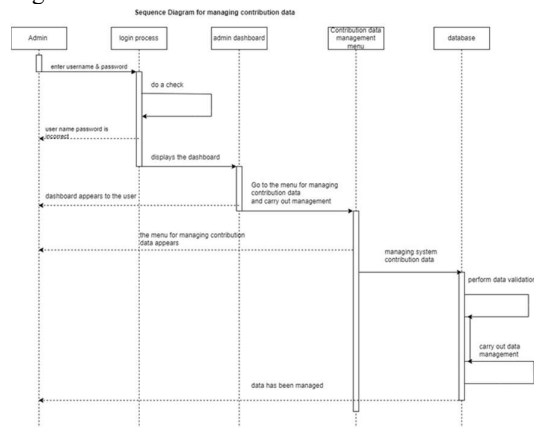 Sequence Diagram for managing contribution data
Admin
login process
admin dashboard
Contribution data
management
menu
database
enter username & password
do a check
user name password is
incorrect
displays the dashboard
Go to the menu for managing
contribution data
and carry out management
dashboard appears to the user
the menu for managing contribution
data appears
managing system
contribution data
perform data validation
carry out data
management
data has been managed